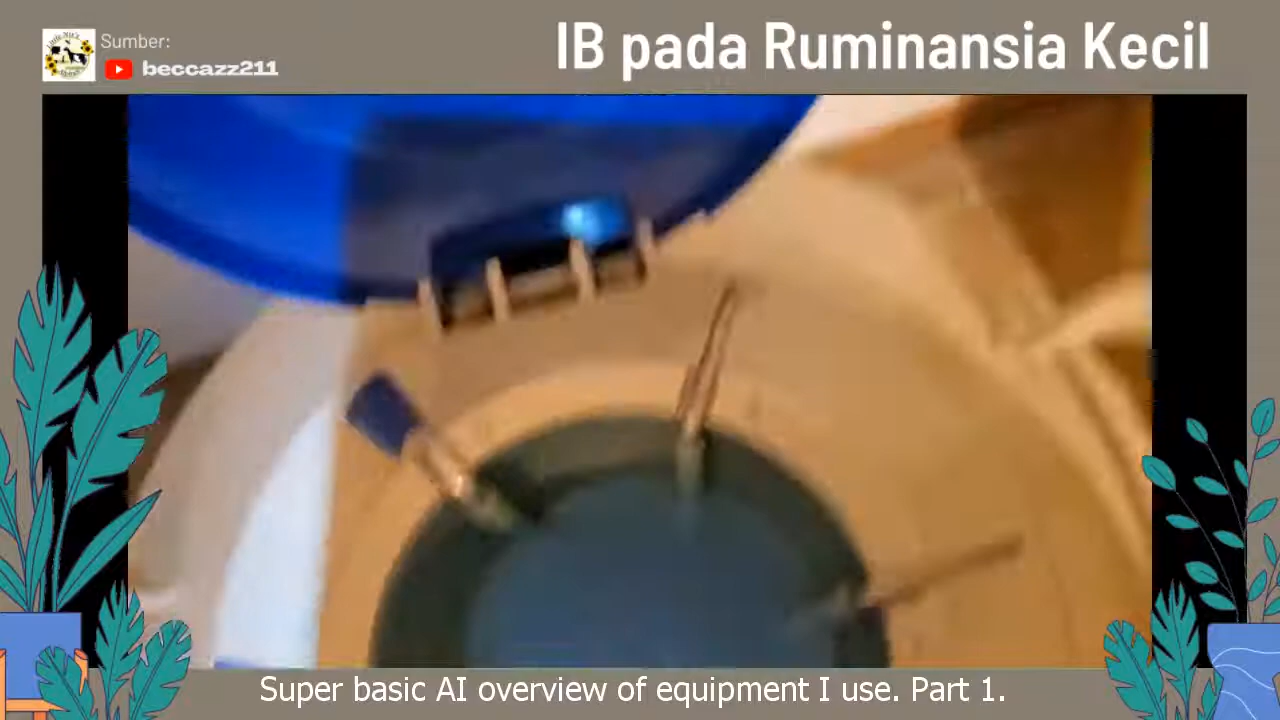 Sumber:
beccazz211
IB pada Ruminansia Kecil
Super basic AI overview of equipment I use. Part 1.